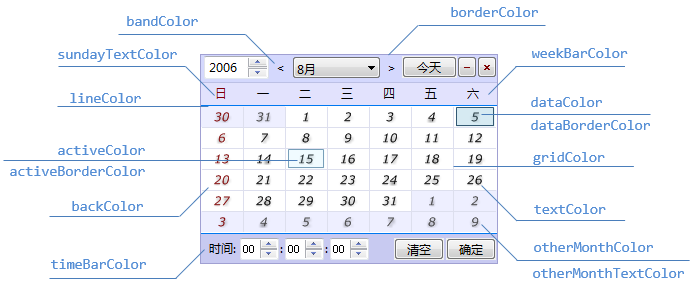 borderColor
bandColor
sundayTextColor
weekBarColor
2006 < 8月 > 今天 − ×
日 一 二 三 四 五 六
lineColor
30 31 1 2 3 4 5
dataColor
6 7 8 9 10 11 12
dataBorderColor
activeColor
13 14 15 16 17 18 19
gridColor
activeBorderColor
20 21 22 23 24 25 26
backColor
27 28 29 30 31 1 2
textColor
3 4 5 6 7 8 9
otherMonthColor
时间: 00 : 00 : 00 清空 确定
timeBarColor
otherMonthTextColor